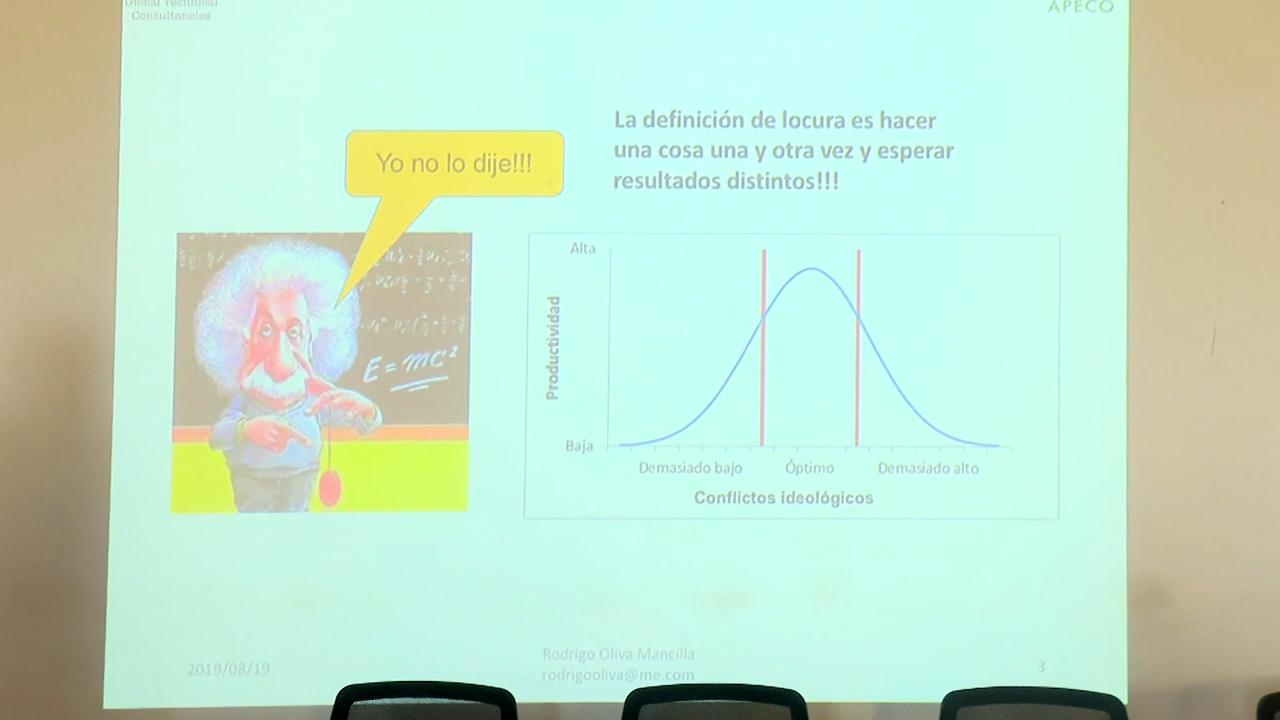 Global Technical
Consultancies
APECO
La definición de locura es hacer
una cosa una y otra vez y esperar
resultados distintos!!!
Yo no lo dije!!!
E = mc²
Alta
Productividad
Baja
Demasiado bajo
Óptimo
Demasiado alto
Conflictos ideológicos
2019/08/19
Rodrigo Oliva Mancilla
rodrigooliva@me.com
3